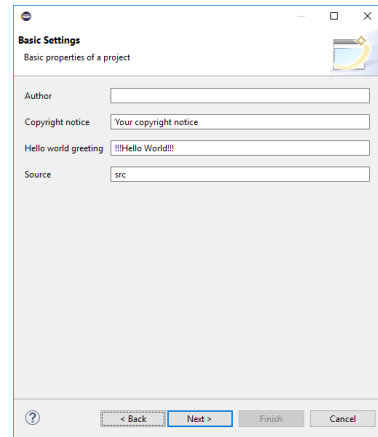 Basic Settings
Basic properties of a project
Author
Copyright notice Your copyright notice
Hello world greeting !!!Hello World!!!
Source src
? < Back Next > Finish Cancel